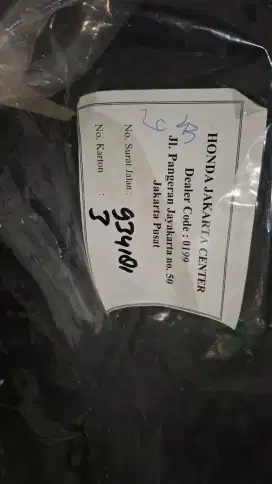 HONDA JAKARTA CENTER
Dealer Code : 0199
Jl. Pangeran Jayakarta no. 50
Jakarta Pusat
No. Surat Jalan :
No. Karton : 3